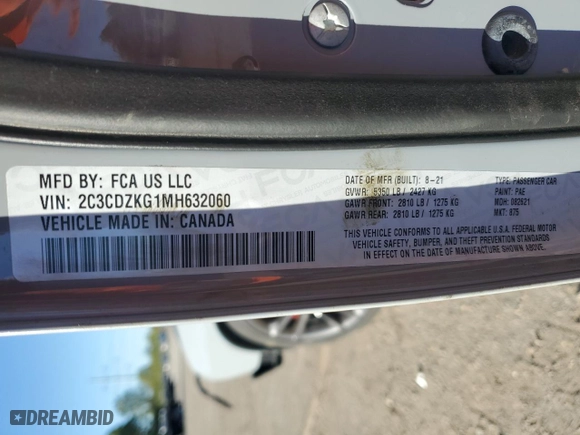 MFD BY: FCA US LLC
VIN: 2C3CDZKG1MH632060
VEHICLE MADE IN: CANADA
DATE OF MFR (BUILT): 8-21
GVWR: 5350 LB / 2427 KG
GAWR FRONT: 2810 LB / 1275 KG
GAWR REAR: 2810 LB / 1275 KG
TYPE: PASSENGER CAR
PAINT: PAE
MDH: 082621
MKT: 875
THIS VEHICLE CONFORMS TO ALL APPLICABLE U.S.A. FEDERAL MOTOR
VEHICLE SAFETY, BUMPER, AND THEFT PREVENTION STANDARDS
IN EFFECT ON THE DATE OF MANUFACTURE SHOWN ABOVE.
DREAMBID